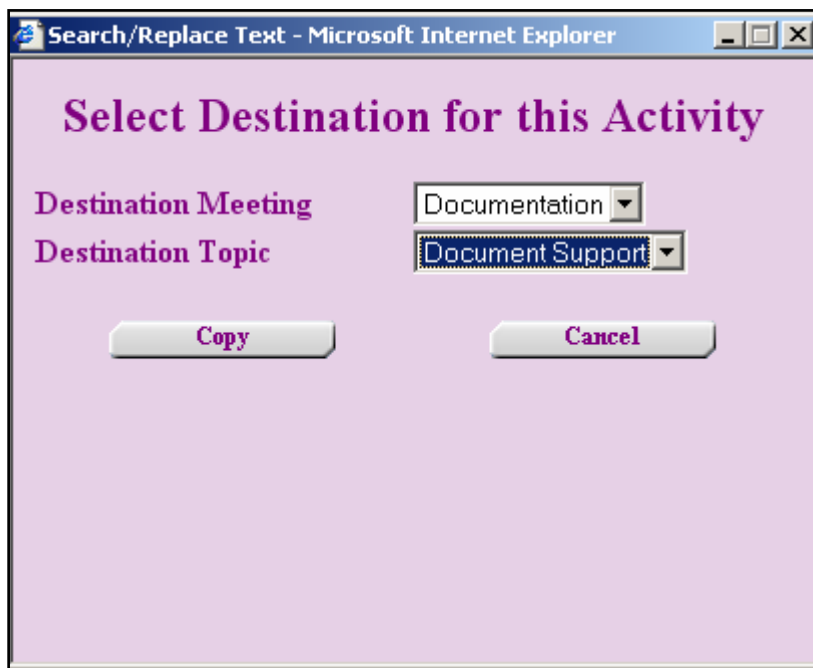 Search/Replace Text - Microsoft Internet Explorer
Select Destination for this Activity
Destination Meeting Documentation
Destination Topic Document Support
Copy Cancel